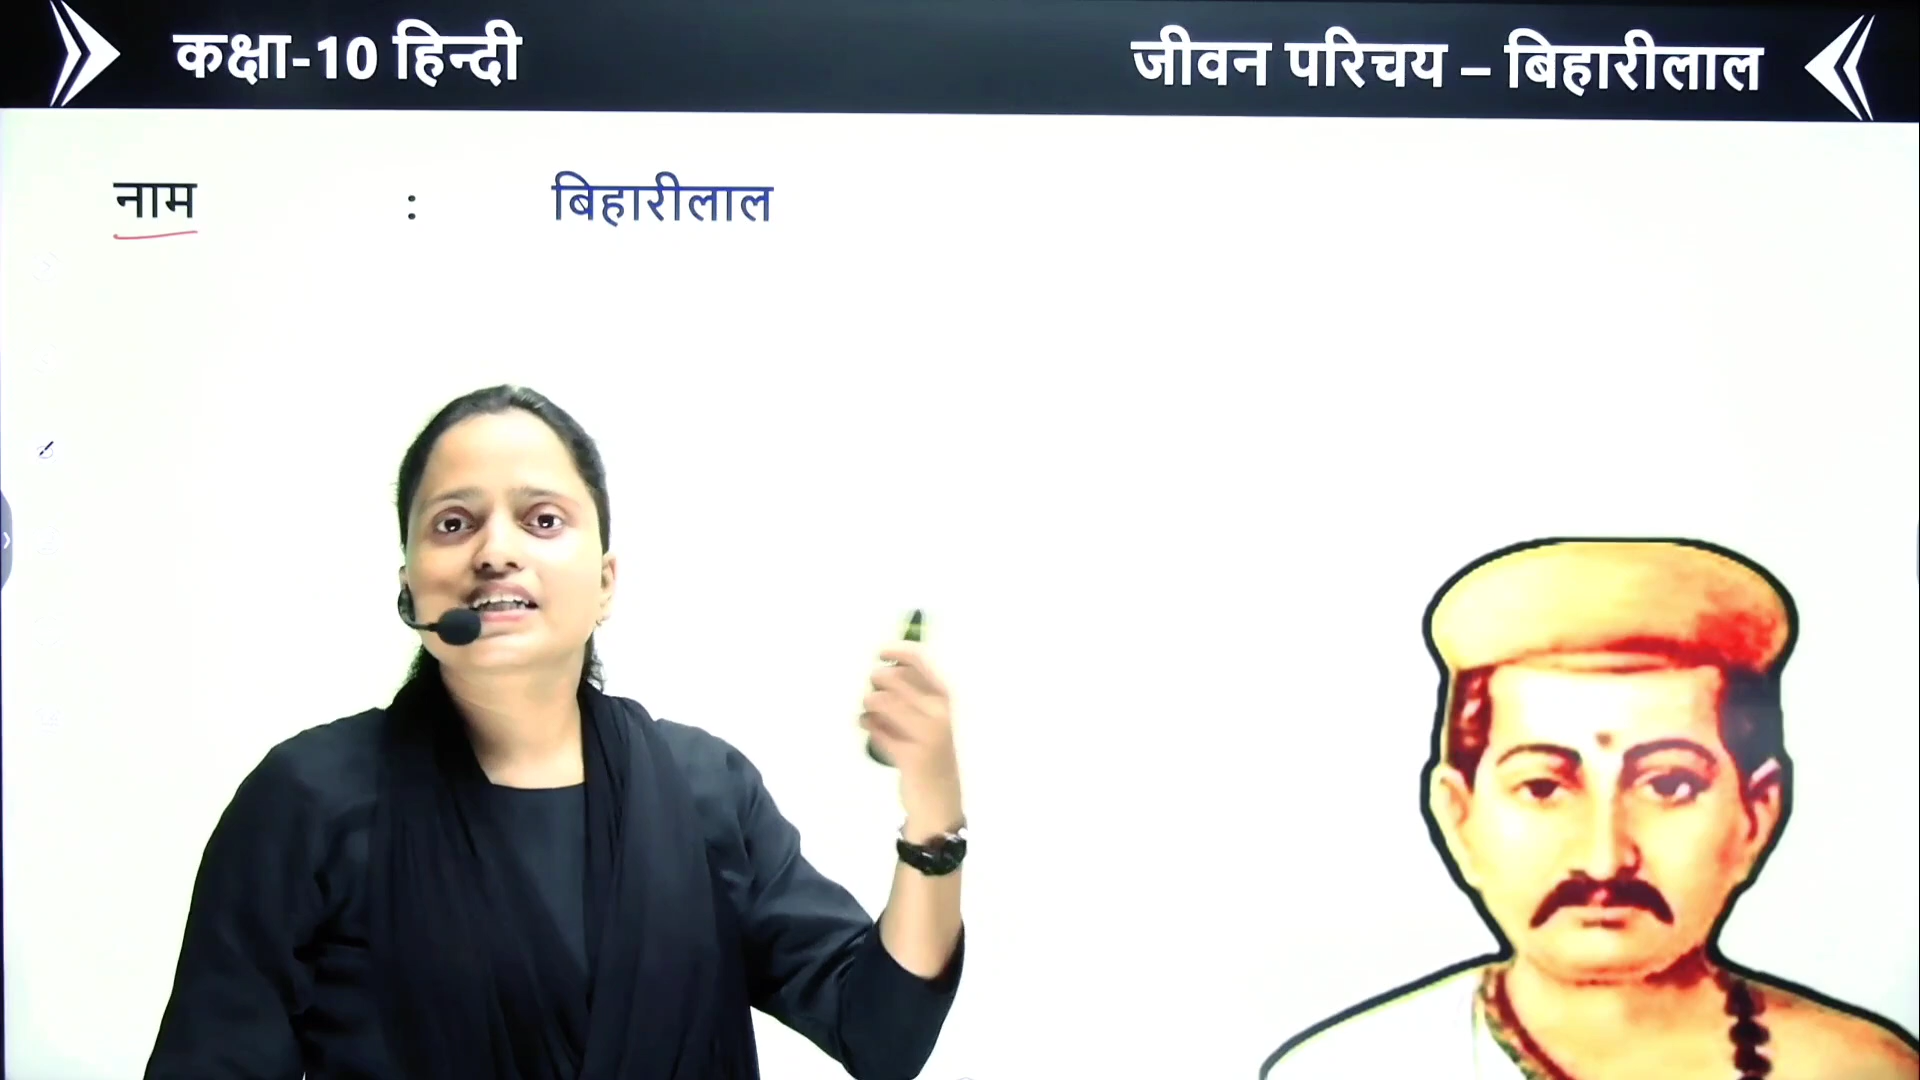 कक्षा-10 हिन्दी
जीवन परिचय – बिहारीलाल
नाम : बिहारीलाल